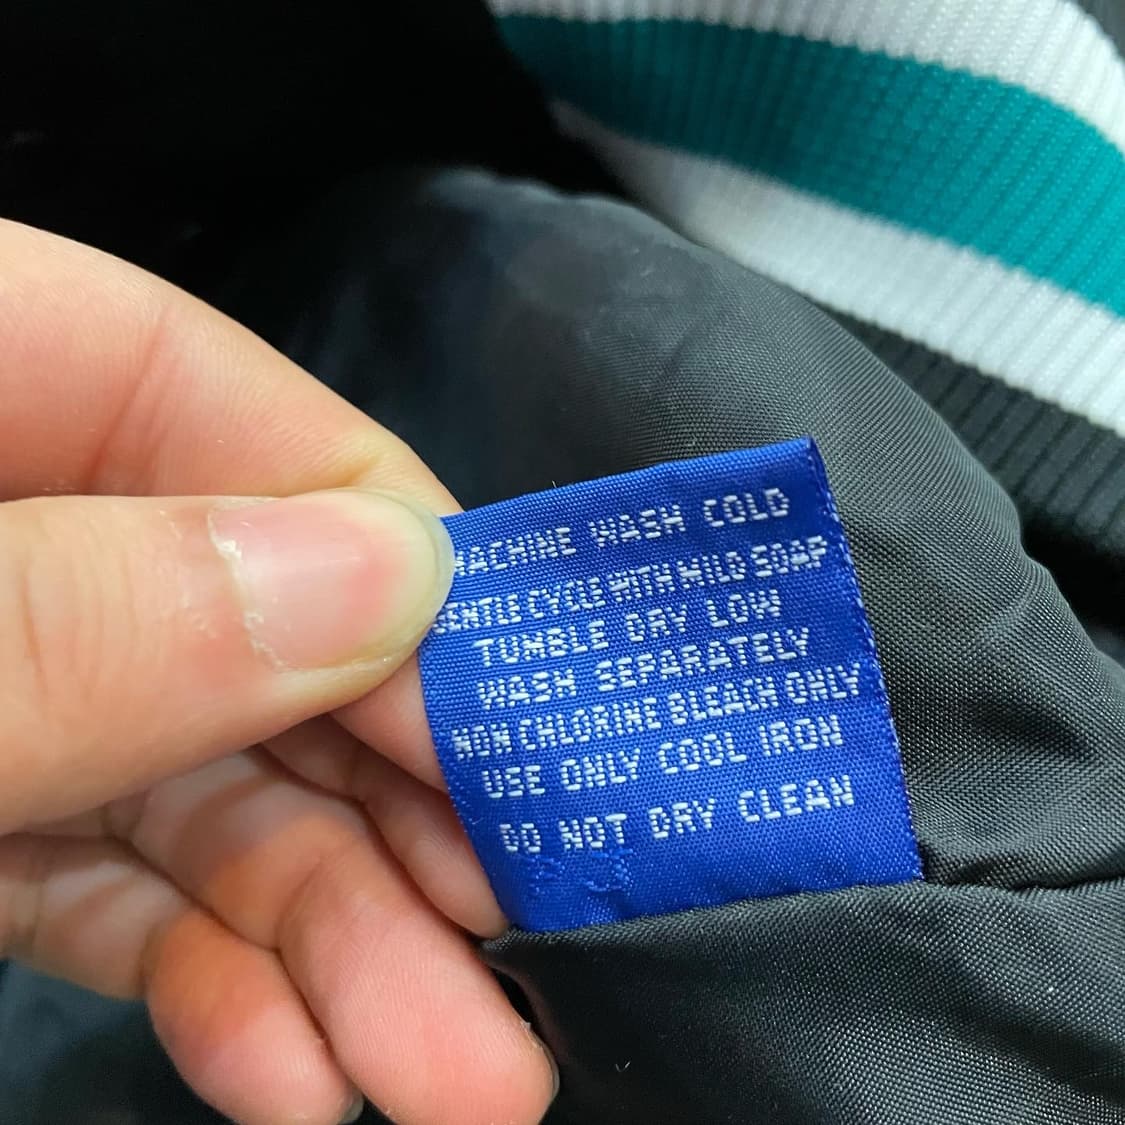 MACHINE WASH COLD
GENTLE CYCLE WITH MILD SOAP
TUMBLE DRY LOW
WASH SEPARATELY
NON CHLORINE BLEACH ONLY
USE ONLY COOL IRON
DO NOT DRY CLEAN